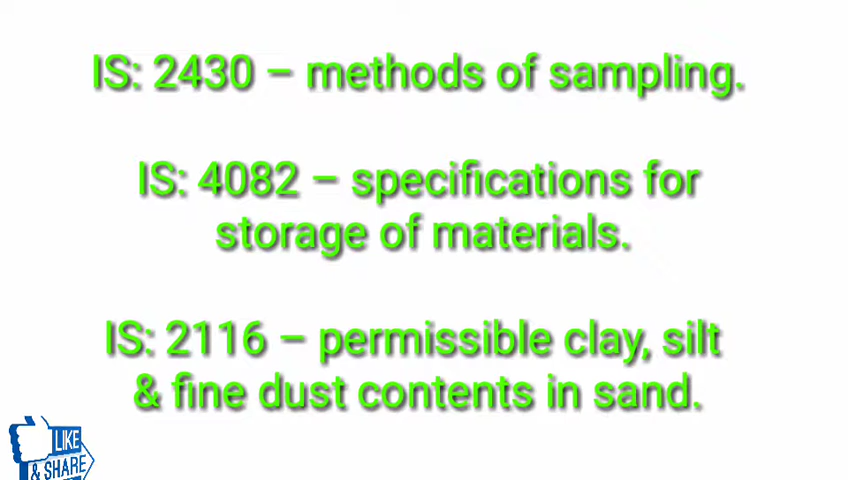 IS: 2430 – methods of sampling.
IS: 4082 – specifications for
storage of materials.
IS: 2116 – permissible clay, silt
& fine dust contents in sand.
LIKE
& SHARE